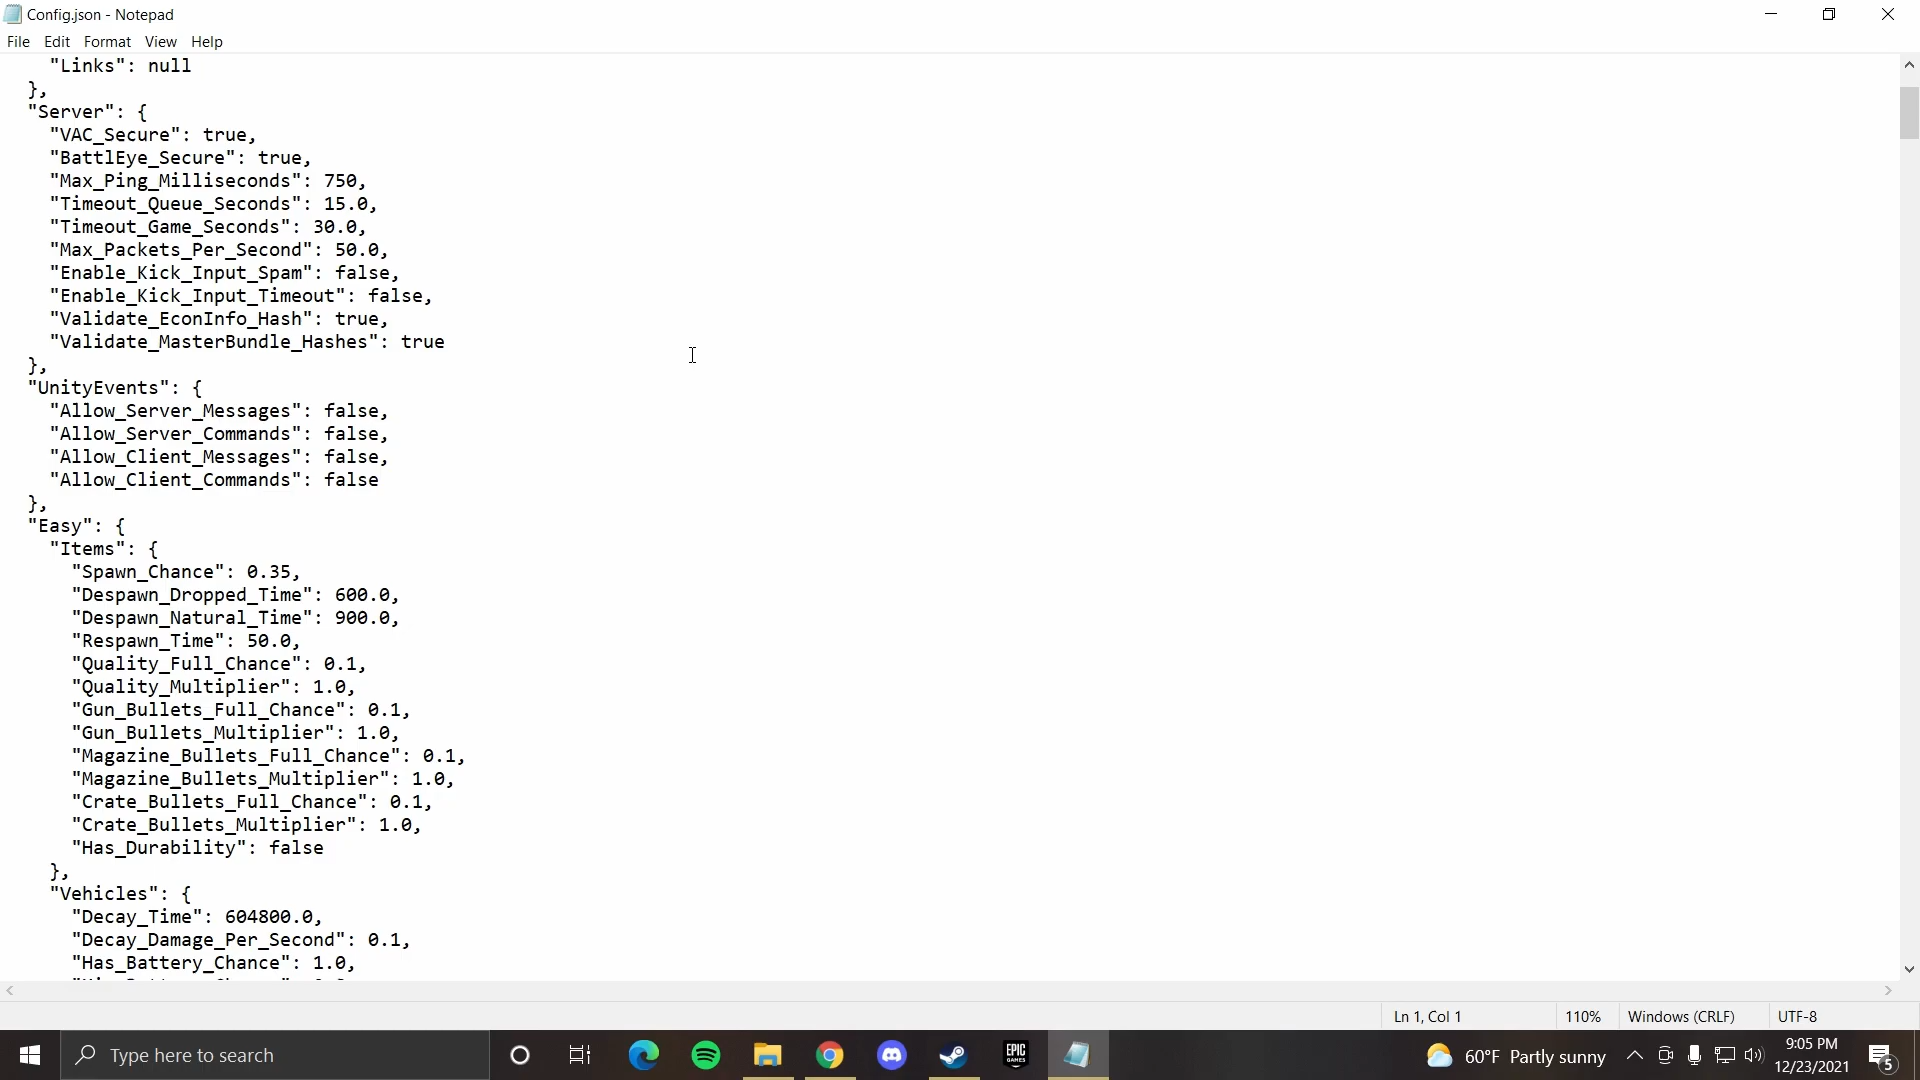 Config.json - Notepad
File Edit Format View Help
"Links": null
},
"Server": {
"VAC_Secure": true,
"BattlEye_Secure": true,
"Max_Ping_Milliseconds": 750,
"Timeout_Queue_Seconds": 15.0,
"Timeout_Game_Seconds": 30.0,
"Max_Packets_Per_Second": 50.0,
"Enable_Kick_Input_Spam": false,
"Enable_Kick_Input_Timeout": false,
"Validate_EconInfo_Hash": true,
"Validate_MasterBundle_Hashes": true
},
"UnityEvents": {
"Allow_Server_Messages": false,
"Allow_Server_Commands": false,
"Allow_Client_Messages": false,
"Allow_Client_Commands": false
},
"Easy": {
"Items": {
"Spawn_Chance": 0.35,
"Despawn_Dropped_Time": 600.0,
"Despawn_Natural_Time": 900.0,
"Respawn_Time": 50.0,
"Quality_Full_Chance": 0.1,
"Quality_Multiplier": 1.0,
"Gun_Bullets_Full_Chance": 0.1,
"Gun_Bullets_Multiplier": 1.0,
"Magazine_Bullets_Full_Chance": 0.1,
"Magazine_Bullets_Multiplier": 1.0,
"Crate_Bullets_Full_Chance": 0.1,
"Crate_Bullets_Multiplier": 1.0,
"Has_Durability": false
},
"Vehicles": {
"Decay_Time": 604800.0,
"Decay_Damage_Per_Second": 0.1,
"Has_Battery_Chance": 1.0,
Ln 1, Col 1 110% Windows (CRLF) UTF-8
Type here to search
EPIC
GAMES
60°F Partly sunny
9:05 PM
12/23/2021
5